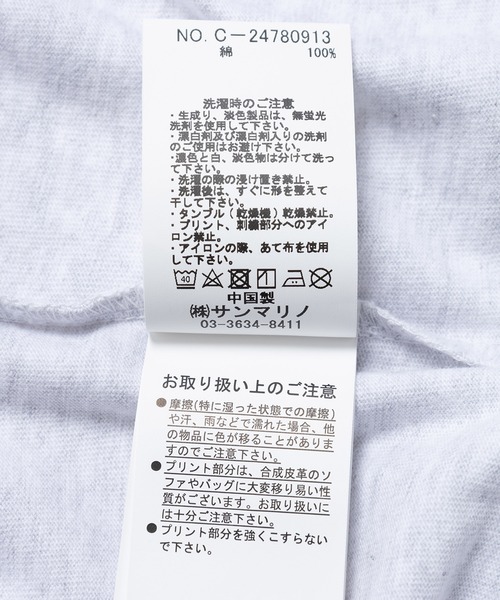 NO. C-24780913
綿 100%
洗濯時のご注意
・生成り、淡色製品は、無蛍光
洗剤を使用して下さい。
・漂白剤及び漂白剤入りの洗剤
のご使用はお避け下さい。
・濃色と白、淡色物は分けて洗っ
て下さい。
・洗濯の際の浸け置き禁止。
・洗濯後は、すぐに形を整えて
干して下さい。
・タンブル(乾燥機)乾燥禁止。
・プリント、刺繍部分へのアイ
ロン禁止。
・アイロンの際、あて布を使用
して下さい。
40
中国製
(株)サンマリノ
03-3634-8411
お取り扱い上のご注意
●摩擦(特に湿った状態での摩擦)
や汗、雨などで濡れた場合、他
の物品に色が移ることがありま
すのでご注意下さい。
●プリント部分は、合成皮革のソ
ファやバッグに大変移り易い性
質がございます。お取り扱いに
は十分ご注意下さい。
●プリント部分を強くこすらない
で下さい。